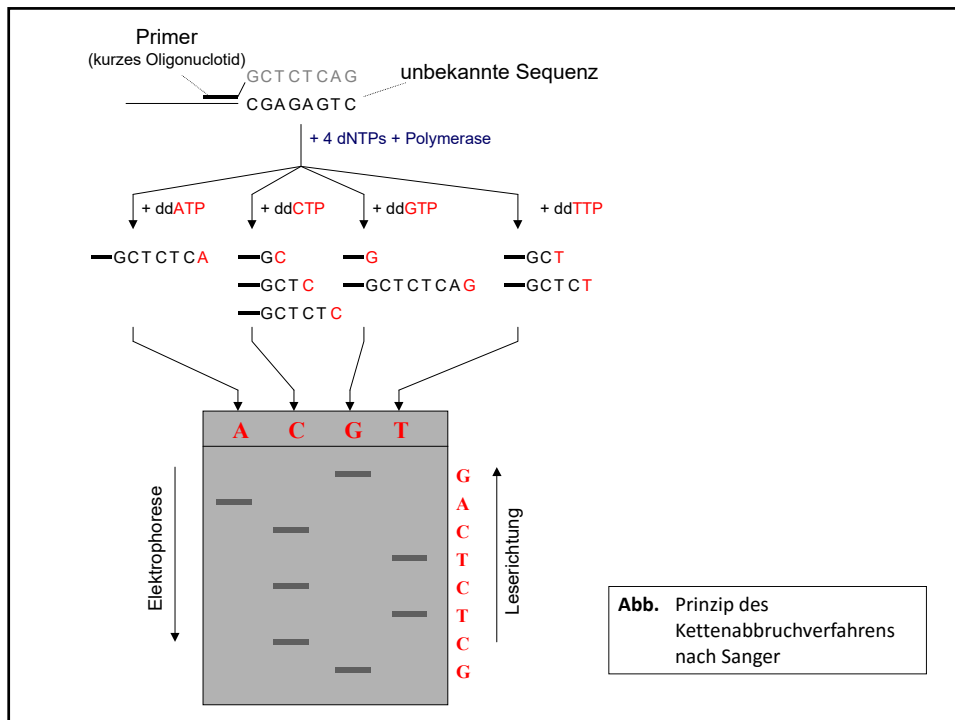 Primer
(kurzes Oligonuclotid)
GCTCTCAG
unbekannte Sequenz
CGAGAGTC
+ 4 dNTPs + Polymerase
+ ddATP
+ ddCTP
+ ddGTP
+ ddTTP
GCTCTCA
GC
GCTC
GCTCTC
G
GCTCTCAG
GCT
GCTCT
A C G T
Elektrophorese
G
A
C
T
C
T
C
G
Leserichtung
Abb. Prinzip des
Kettenabbruchverfahrens
nach Sanger